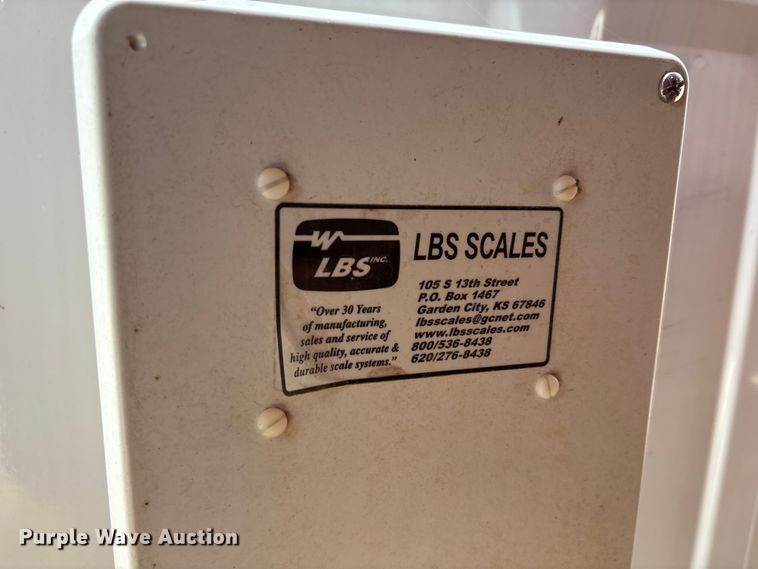 W
LBS INC.
LBS SCALES
"Over 30 Years
of manufacturing,
sales and service of
high quality, accurate &
durable scale systems."
105 S 13th Street
P.O. Box 1467
Garden City, KS 67846
lbsscales@gcnet.com
www.lbsscales.com
800/536-8438
620/276-8438
Purple Wave Auction